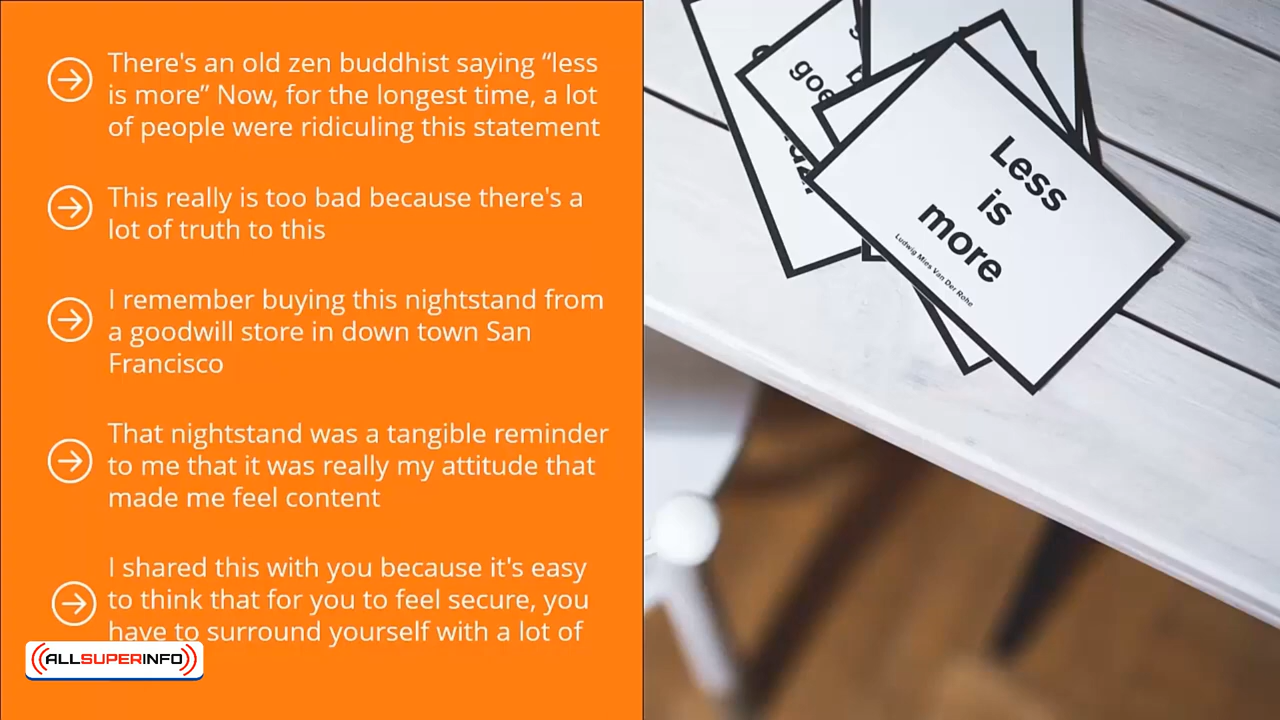 There's an old zen buddhist saying “less
is more” Now, for the longest time, a lot
of people were ridiculing this statement
This really is too bad because there's a
lot of truth to this
I remember buying this nightstand from
a goodwill store in down town San
Francisco
That nightstand was a tangible reminder
to me that it was really my attitude that
made me feel content
I shared this with you because it's easy
to think that for you to feel secure, you
have to surround yourself with a lot of
ALLSUPERINFO
goe
Less
is
more
Ludwig Mies Van Der Rohe